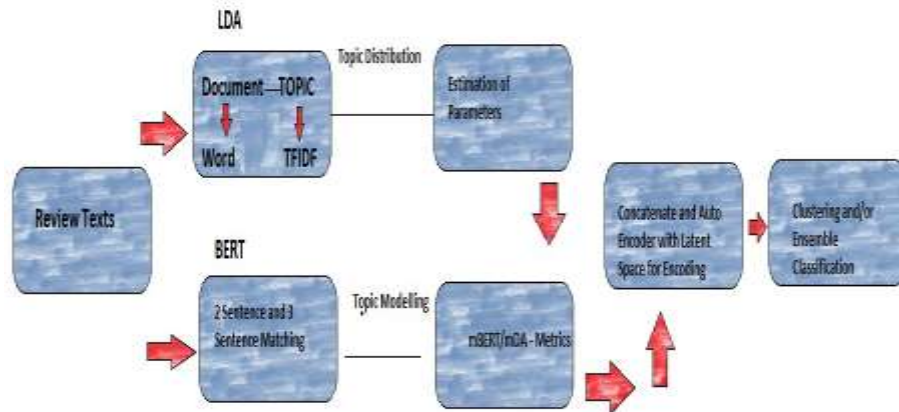 LDA
Topic Distribution
Document—TOPIC
Word TFIDF
Estimation of
Parameters
Review Texts
BERT
2 Sentence and 3
Sentence Matching
Topic Modelling
mBERT/mDA - Metrics
Concatenate and Auto
Encoder with Latent
Space for Encoding
Clustering and/or
Ensemble
Classification